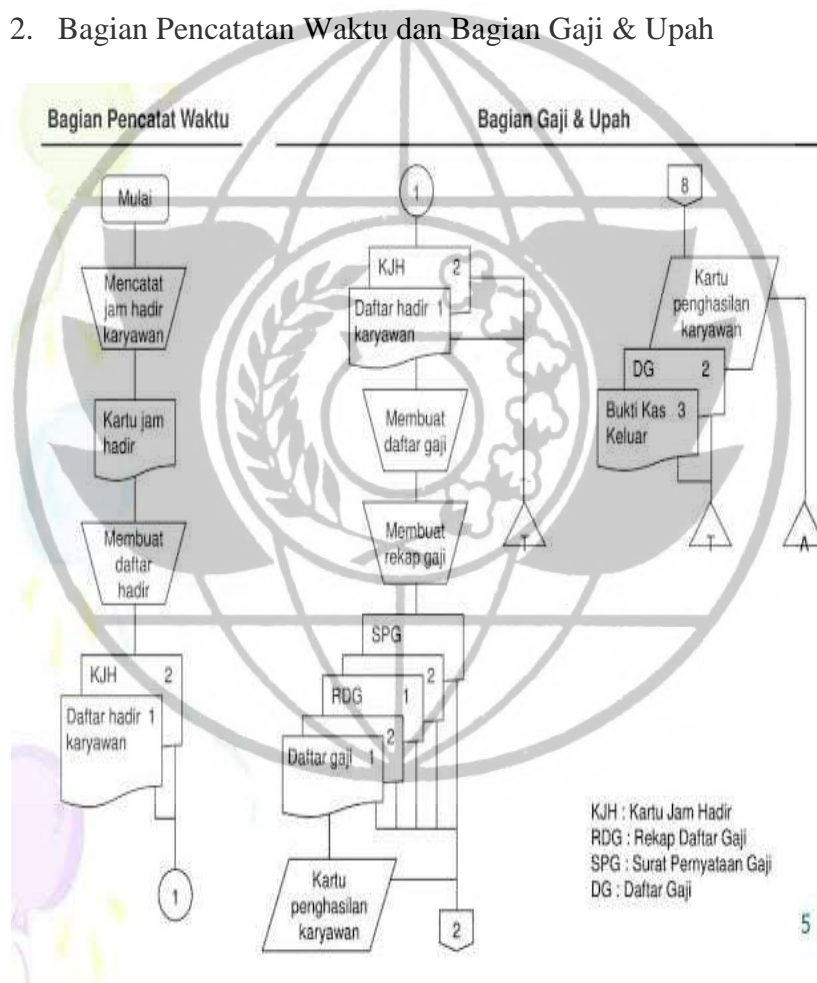 2. Bagian Pencatatan Waktu dan Bagian Gaji & Upah
Bagian Pencatat Waktu
Mulai
Mencatat
jam hadir
karyawan
Kartu jam
hadir
Membuat
daftar
hadir
KJH 2
Daftar hadir 1
karyawan
1
Bagian Gaji & Upah
1
KJH 2
Daftar hadir 1
karyawan
Membuat
daftar gaji
Membuat
rekap gaji
T
SPG
2
RDG 1
2
Daftar gaji 1
Kartu
penghasilan
karyawan
2
8
Kartu
penghasilan
karyawan
DG 2
Bukti Kas 3
Keluar
T
A
KJH : Kartu Jam Hadir
RDG : Rekap Daftar Gaji
SPG : Surat Pernyataan Gaji
DG : Daftar Gaji
5